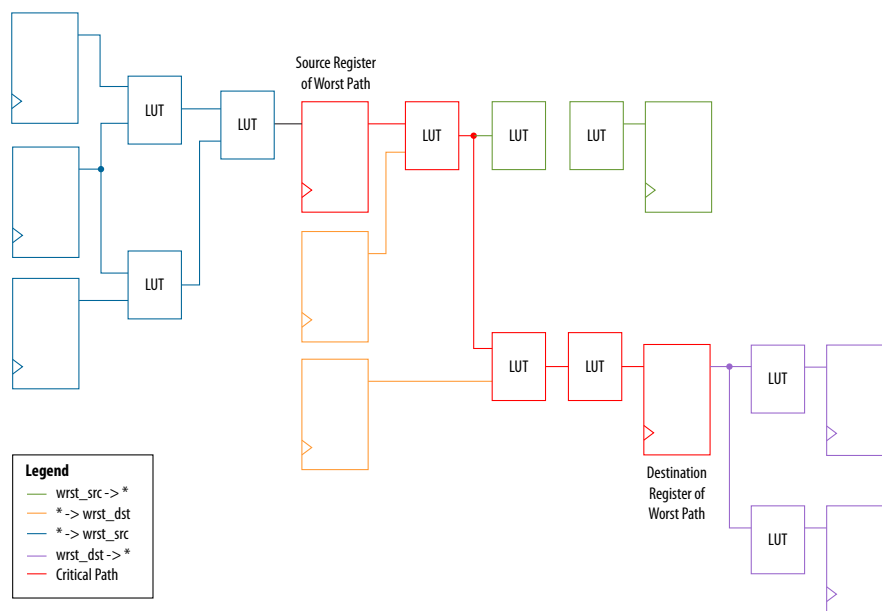 Source Register
of Worst Path
LUT
LUT
LUT
LUT
LUT
LUT
LUT
LUT
LUT
Destination
Register of
Worst Path
LUT
Legend
wrst_src -> *
* -> wrst_dst
* -> wrst_src
wrst_dst -> *
Critical Path
LUT